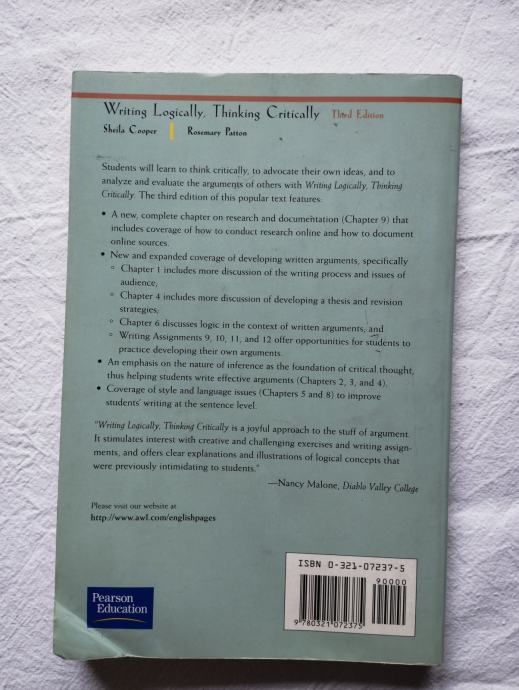 Writing Logically, Thinking Critically Third Edition
Sheila Cooper Rosemary Patton
Students will learn to think critically, to advocate their own ideas, and to
analyze and evaluate the arguments of others with Writing Logically, Thinking
Critically. The third edition of this popular text features:
• A new, complete chapter on research and documentation (Chapter 9) that
includes coverage of how to conduct research online and how to document
online sources.
• New and expanded coverage of developing written arguments, specifically
° Chapter 1 includes more discussion of the writing process and issues of
audience;
° Chapter 4 includes more discussion of developing a thesis and revision
strategies;
° Chapter 6 discusses logic in the context of written arguments; and
° Writing Assignments 9, 10, 11, and 12 offer opportunities for students to
practice developing their own arguments.
• An emphasis on the nature of inference as the foundation of critical thought,
thus helping students write effective arguments (Chapters 2, 3, and 4).
• Coverage of style and language issues (Chapters 5 and 8) to improve
students' writing at the sentence level.
"Writing Logically, Thinking Critically is a joyful approach to the stuff of argument.
It stimulates interest with creative and challenging exercises and writing assign-
ments, and offers clear explanations and illustrations of logical concepts that
were previously intimidating to students."
—Nancy Malone, Diablo Valley College
Please visit our website at
http://www.awl.com/englishpages
ISBN 0-321-07237-5
90000
9 780321 072375
Pearson
Education